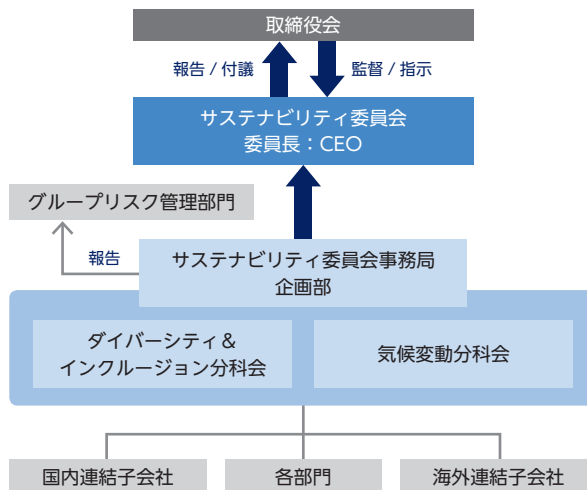 取締役会
報告 / 付議
監督 / 指示
サステナビリティ委員会
委員長：CEO
グループリスク管理部門
報告
サステナビリティ委員会事務局
企画部
ダイバーシティ＆
インクルージョン分科会
気候変動分科会
国内連結子会社
各部門
海外連結子会社